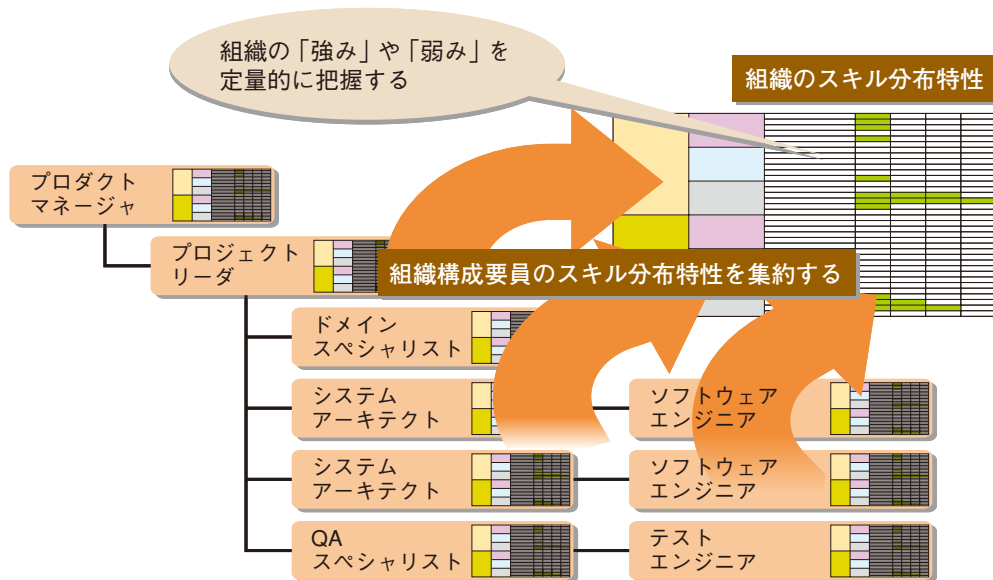 組織の「強み」や「弱み」を
定量的に把握する
組織のスキル分布特性
プロダクト
マネージャ
プロジェクト
リーダ
組織構成要員のスキル分布特性を集約する
ドメイン
スペシャリスト
システム
アーキテクト
ソフトウェア
エンジニア
システム
アーキテクト
ソフトウェア
エンジニア
QA
スペシャリスト
テスト
エンジニア